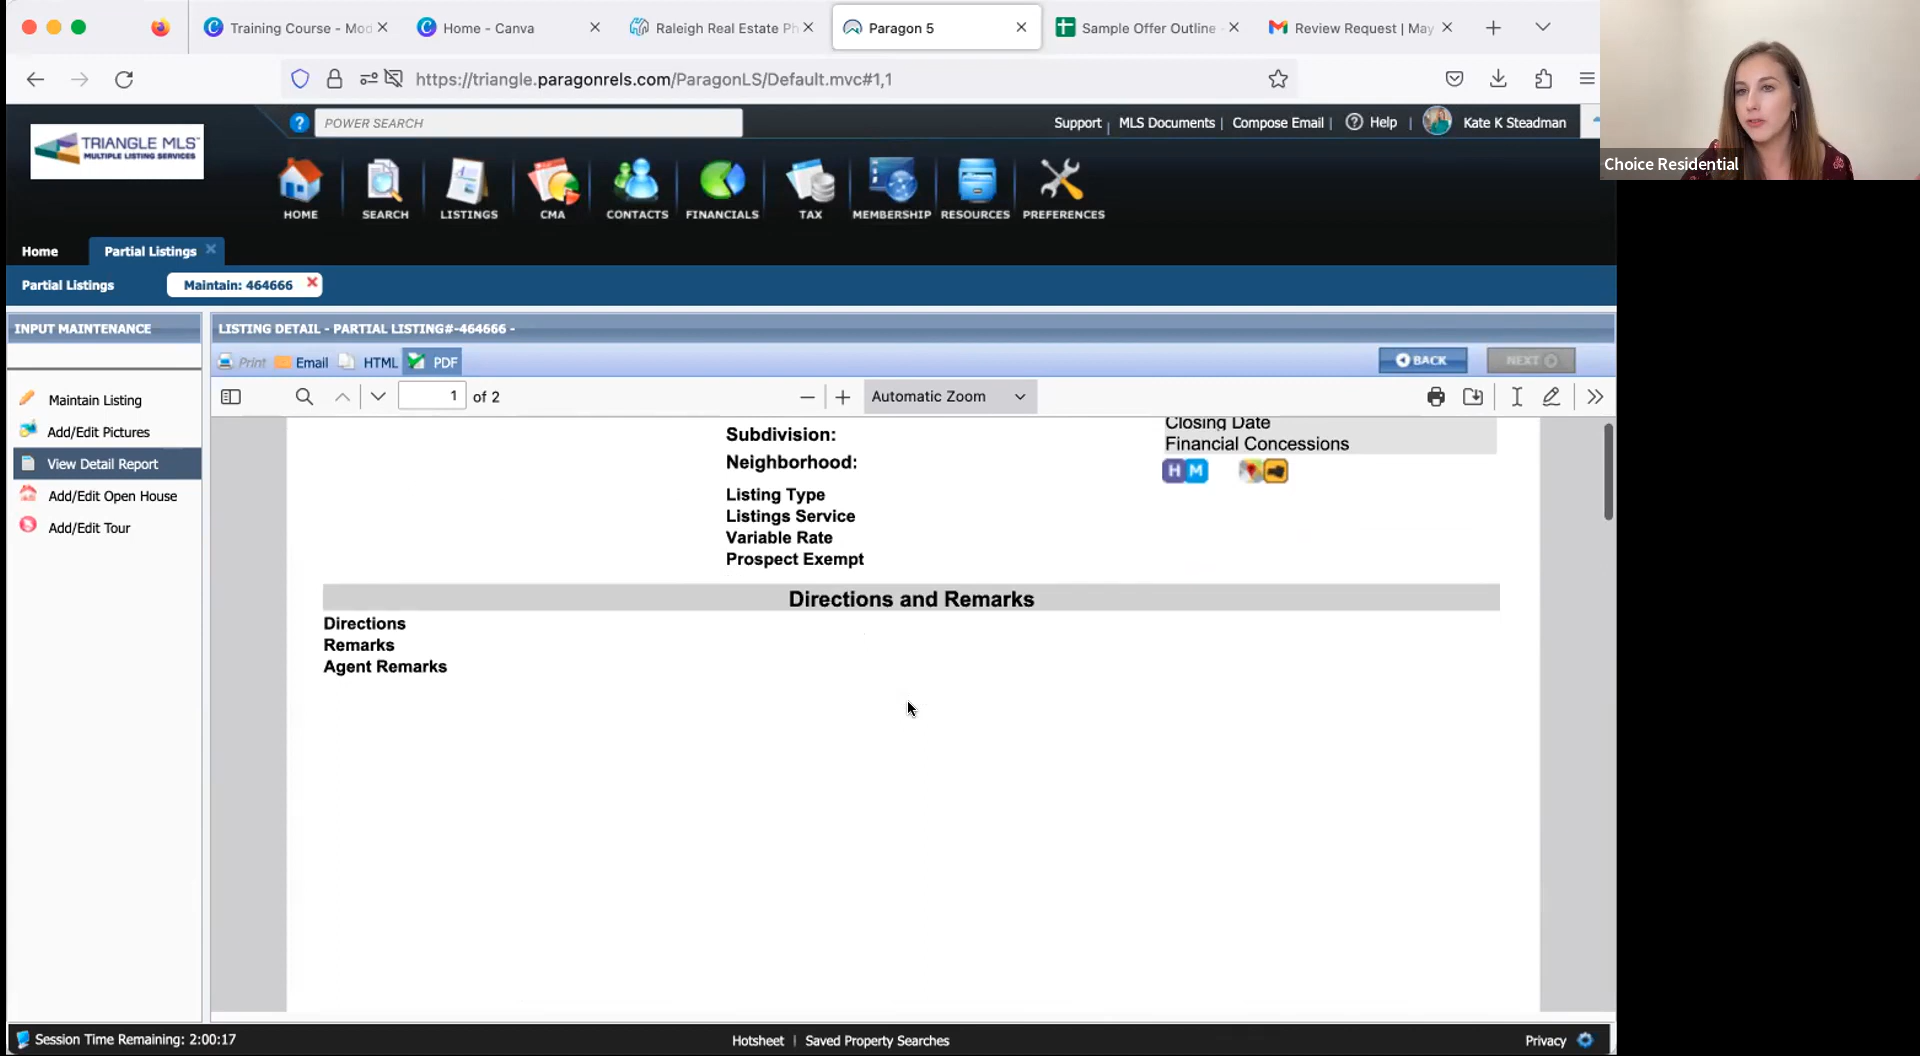 Training Course - Mod
Home - Canva
Raleigh Real Estate Ph
Paragon 5
Sample Offer Outline -
Review Request | May
https://triangle.paragonrels.com/ParagonLS/Default.mvc#1,1
Choice Residential
TRIANGLE MLS
MULTIPLE LISTING SERVICES
? POWER SEARCH
Support | MLS Documents | Compose Email | ? Help | Kate K Steadman
HOME
SEARCH
LISTINGS
CMA
CONTACTS
FINANCIALS
TAX
MEMBERSHIP
RESOURCES
PREFERENCES
Home
Partial Listings
Partial Listings
Maintain: 464666
INPUT MAINTENANCE
Maintain Listing
Add/Edit Pictures
View Detail Report
Add/Edit Open House
Add/Edit Tour
LISTING DETAIL - PARTIAL LISTING#-464666 -
Print Email HTML PDF
BACK
NEXT
1 of 2
Automatic Zoom
Closing Date
Subdivision:
Financial Concessions
Neighborhood:
H M
Listing Type
Listings Service
Variable Rate
Prospect Exempt
Directions and Remarks
Directions
Remarks
Agent Remarks
Session Time Remaining: 2:00:17
Hotsheet | Saved Property Searches
Privacy